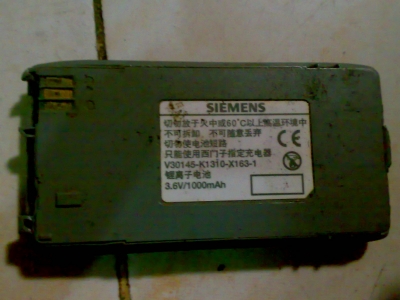 SIEMENS
切勿放于火中或60°C以上高温环境中
不可拆卸、不可随意丢弃
切勿使电池短路
只能使用西门子指定充电器
V30145-K1310-X163-1
锂离子电池
3.6V/1000mAh
CE